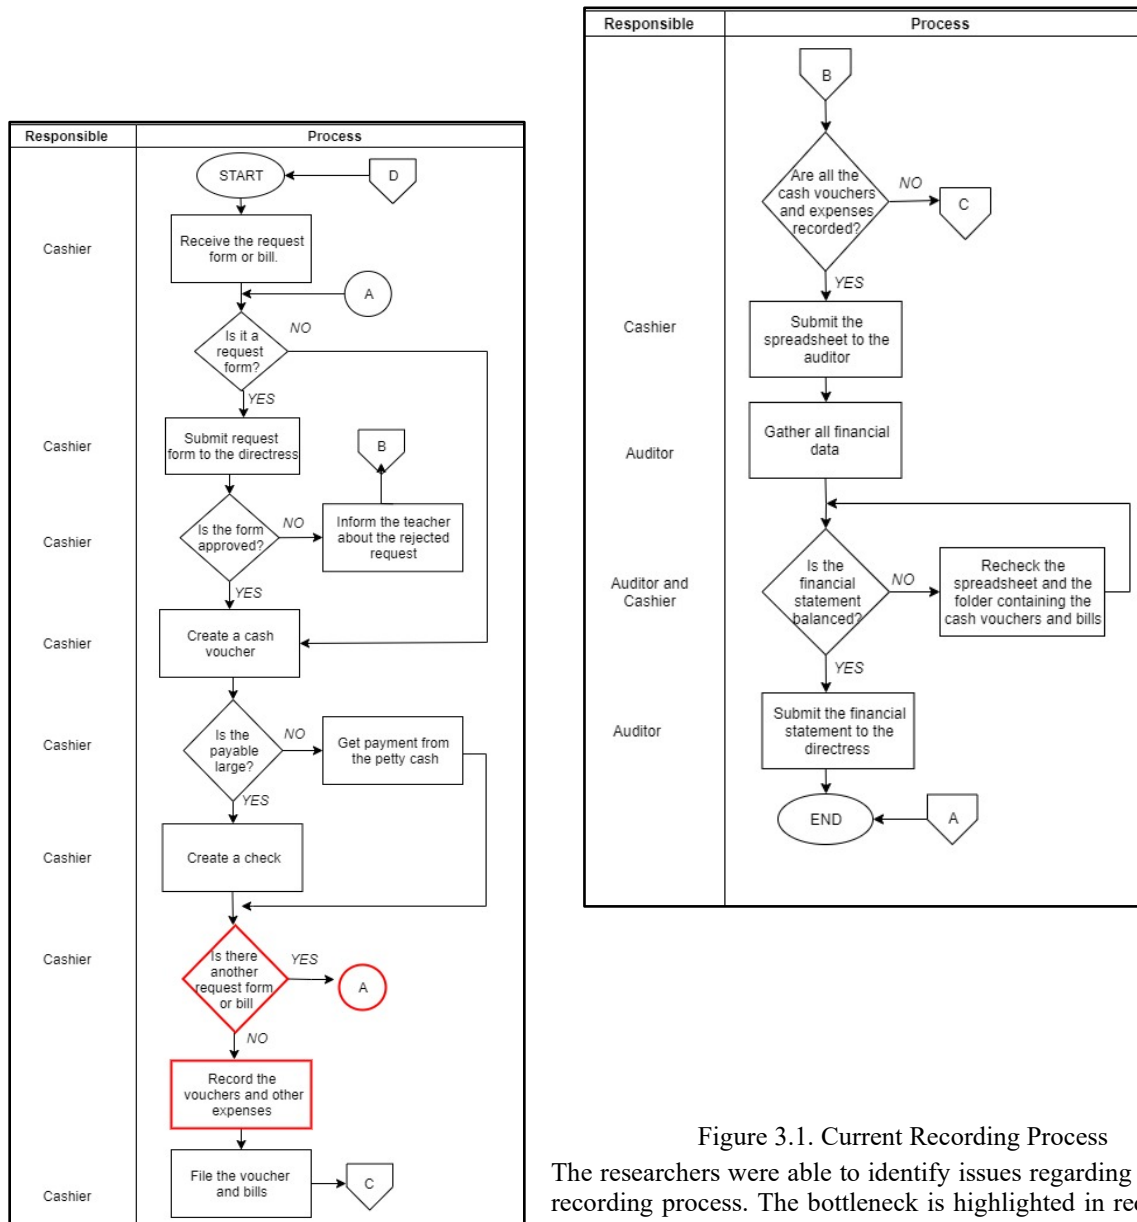 Responsible
Process
START
D
Cashier
Receive the request
form or bill.
A
Is it a
request
form?
NO
YES
Cashier
Submit request
form to the directress
B
Cashier
Is the form
approved?
NO
Inform the teacher
about the rejected
request
YES
Cashier
Create a cash
voucher
Cashier
Is the
payable
large?
NO
Get payment from
the petty cash
YES
Cashier
Create a check
Cashier
Is there
another
request form
or bill
YES
A
NO
Record the
vouchers and other
expenses
Cashier
File the voucher
and bills
C
Responsible
Process
B
Are all the
cash vouchers
and expenses
recorded?
NO
C
YES
Cashier
Submit the
spreadsheet to the
auditor
Auditor
Gather all financial
data
Auditor and
Cashier
Is the
financial
statement
balanced?
NO
Recheck the
spreadsheet and the
folder containing the
cash vouchers and bills
YES
Auditor
Submit the financial
statement to the
directress
END
A
Figure 3.1. Current Recording Process
The researchers were able to identify issues regarding
recording process. The bottleneck is highlighted in